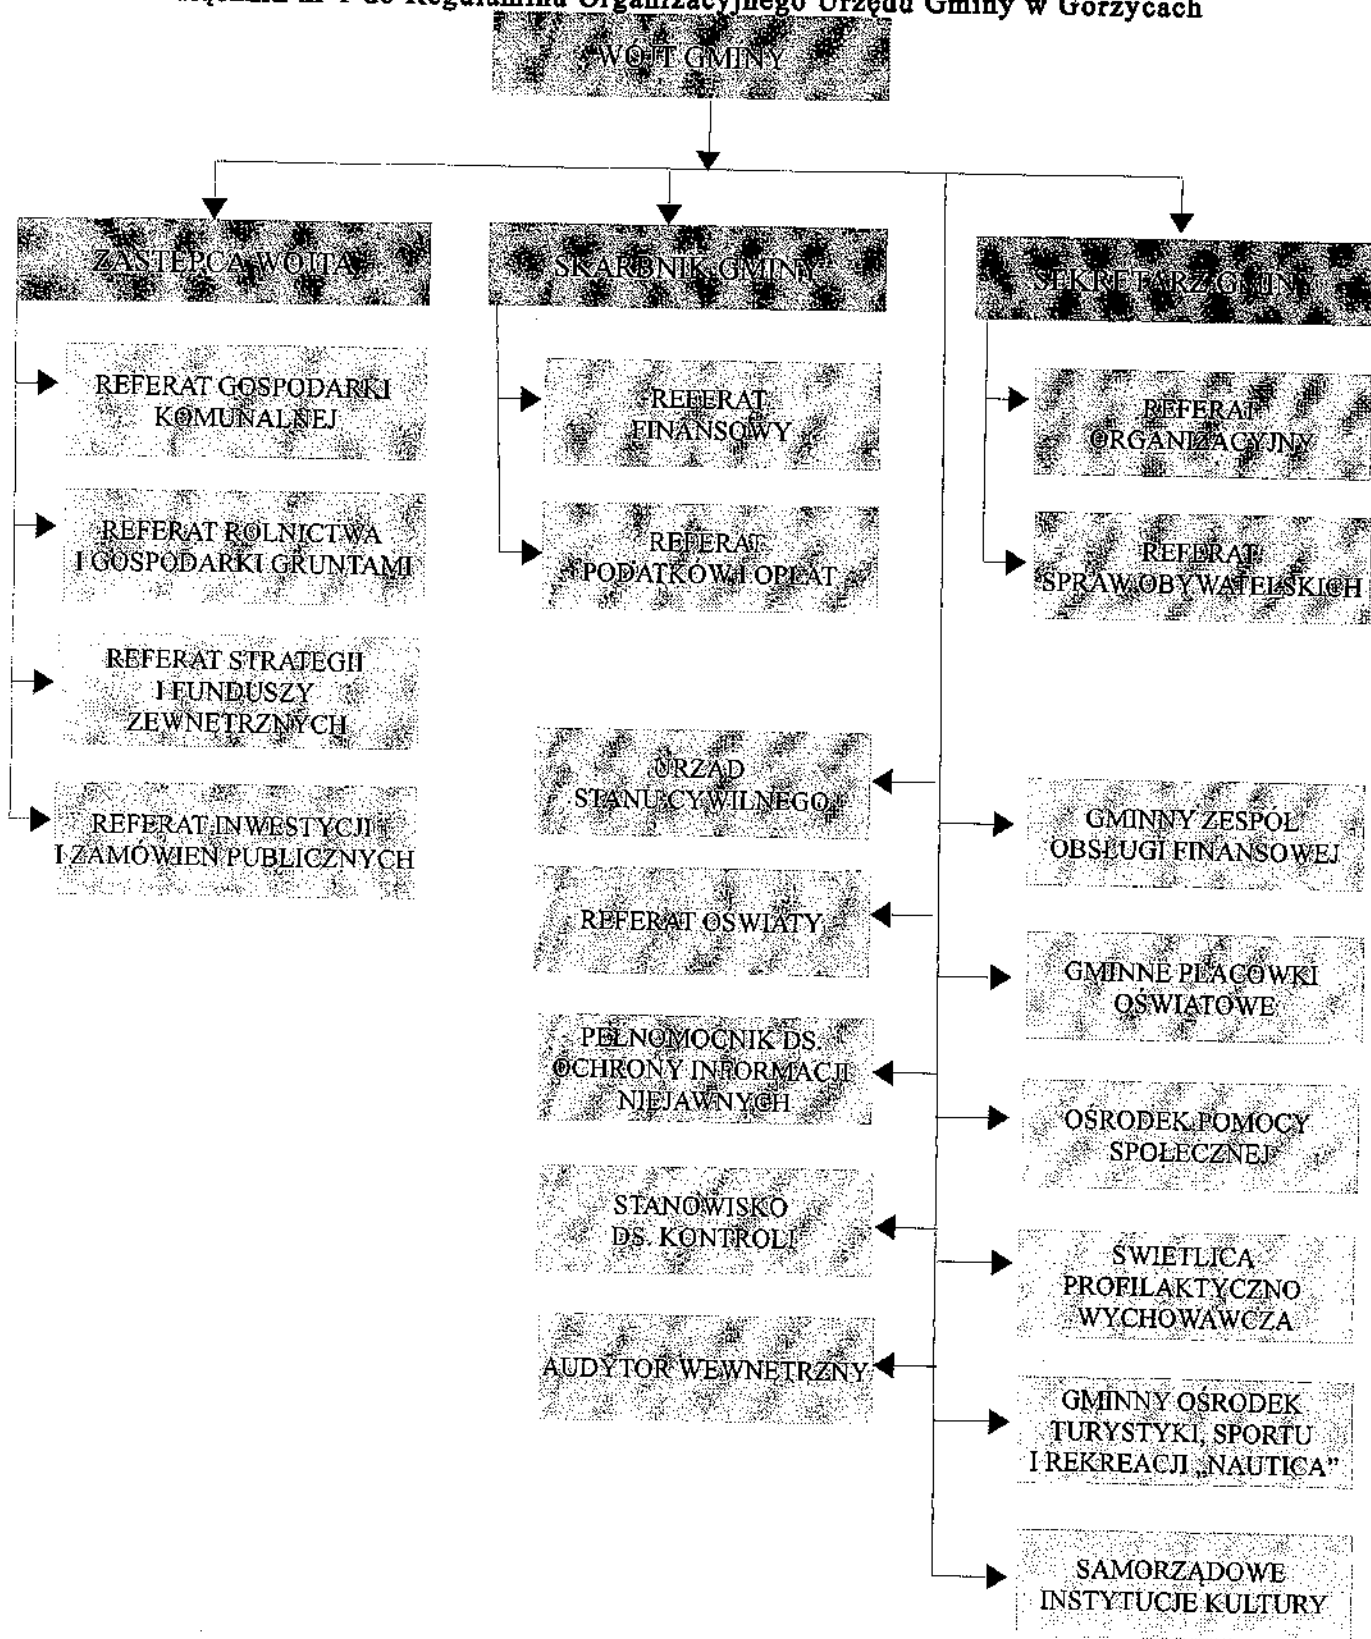 do Regulaminu Organizacyjnego Urzędu Gminy w Gorzycach
WÓJT GMINY
ZASTĘPCA WÓJTA
SKARBNIK GMINY
SEKRETARZ GMINY
REFERAT GOSPODARKI
KOMUNALNEJ
REFERAT ROLNICTWA
I GOSPODARKI GRUNTAMI
REFERAT STRATEGII
I FUNDUSZY
ZEWNĘTRZNYCH
REFERAT INWESTYCJI
I ZAMÓWIEŃ PUBLICZNYCH
REFERAT
FINANSOWY
REFERAT
PODATKÓW I OPŁAT
REFERAT
ORGANIZACYJNY
REFERAT
SPRAW OBYWATELSKICH
URZĄD
STANU CYWILNEGO
REFERAT OŚWIATY
PEŁNOMOCNIK DS.
OCHRONY INFORMACJI
NIEJAWNYCH
STANOWISKO
DS. KONTROLI
AUDYTOR WEWNĘTRZNY
GMINNY ZESPÓŁ
OBSŁUGI FINANSOWEJ
GMINNE PLACÓWKI
OŚWIATOWE
OŚRODEK POMOCY
SPOŁECZNEJ
ŚWIETLICA
PROFILAKTYCZNO
WYCHOWAWCZA
GMINNY OŚRODEK
TURYSTYKI, SPORTU
I REKREACJI „NAUTICA”
SAMORZĄDOWE
INSTYTUCJE KULTURY